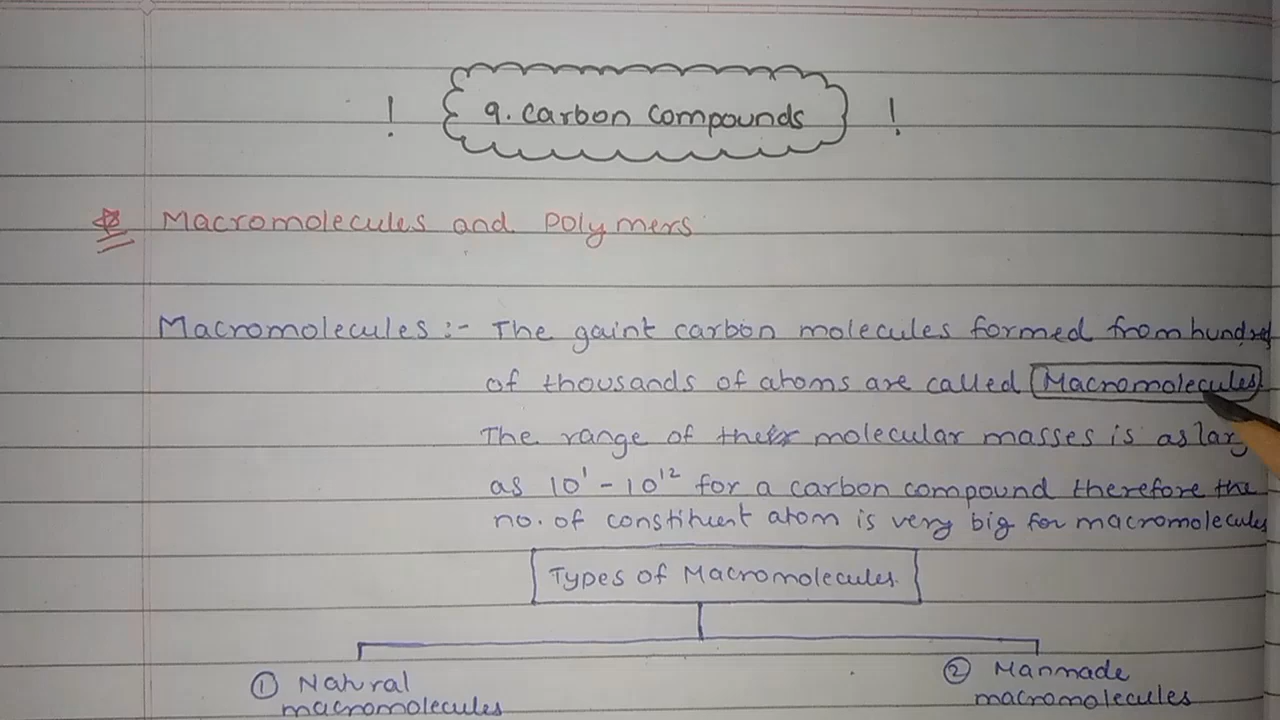 ! 9. Carbon Compounds !
Macromolecules and Polymers
Macromolecules :- The gaint carbon molecules formed from hundred
of thousands of atoms are called Macromolecules
The range of their molecular masses is as larg
as 10¹ - 10¹² for a carbon compound therefore the
no. of constituent atom is very big for macromolecules
Types of Macromolecules.
① Natural
macromolecules
② Manmade
macromolecules